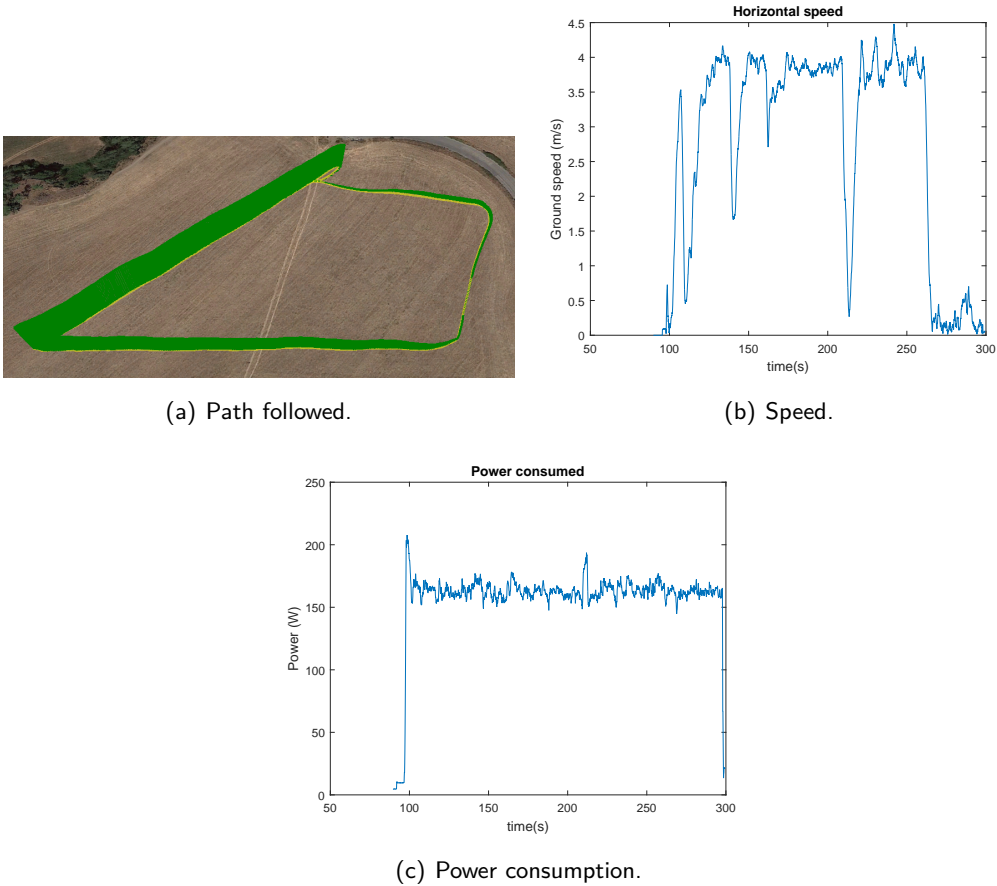 Horizontal speed
4.5
4
3.5
3
2.5
2
1.5
4
0.5
0
Ground speed (m/s)
50 100 150 200 250 300
time(s)
(a) Path followed.
(b) Speed.
Power consumed
250
200
150
100
50
0
Power (W)
50 100 150 200 250 300
time(s)
(c) Power consumption.